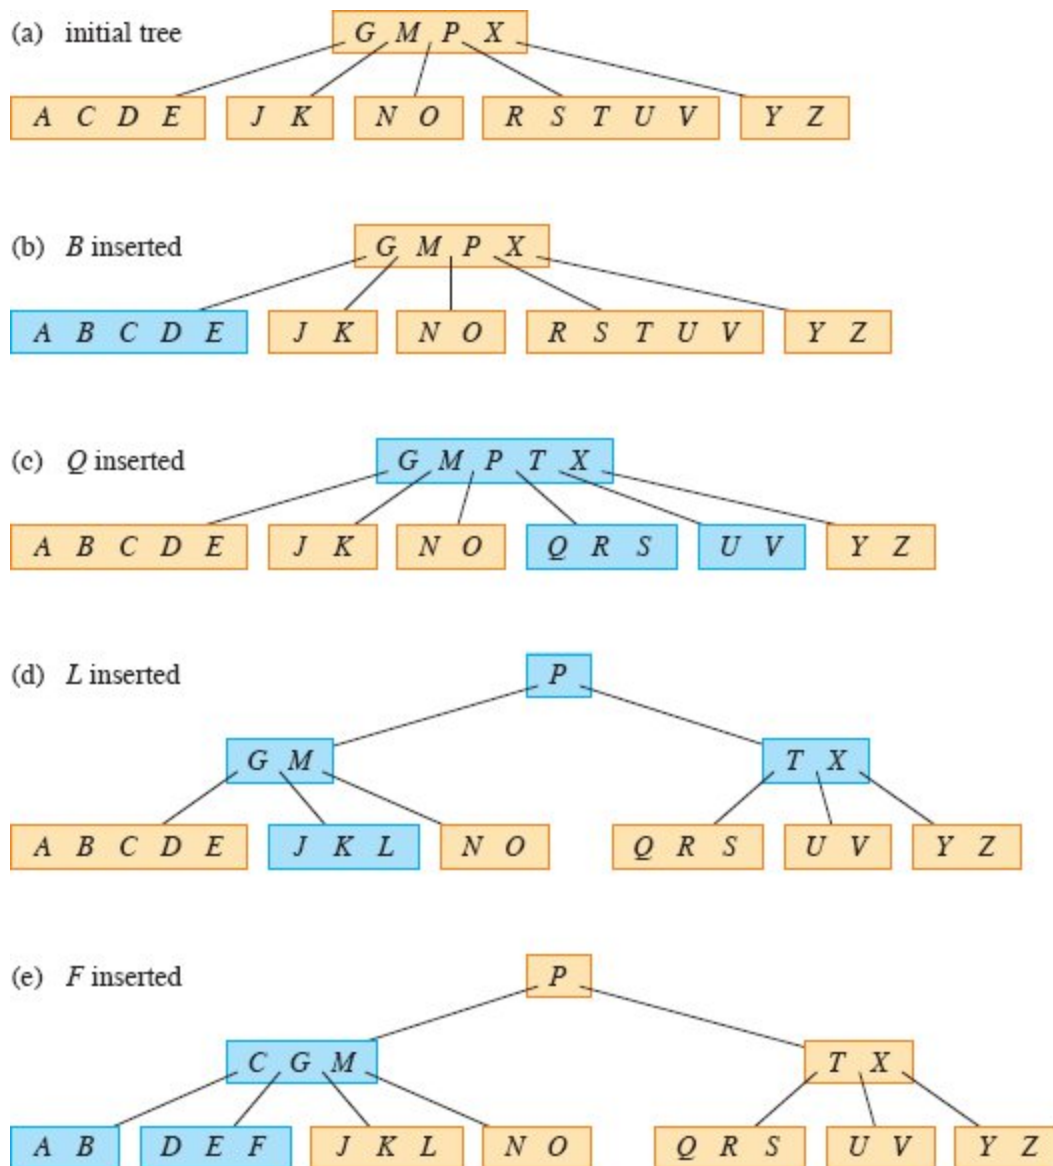 (a) initial tree G M P X
A C D E J K N O R S T U V Y Z
(b) B inserted G M P X
A B C D E J K N O R S T U V Y Z
(c) Q inserted G M P T X
A B C D E J K N O Q R S U V Y Z
(d) L inserted P
G M T X
A B C D E J K L N O Q R S U V Y Z
(e) F inserted P
C G M T X
A B D E F J K L N O Q R S U V Y Z